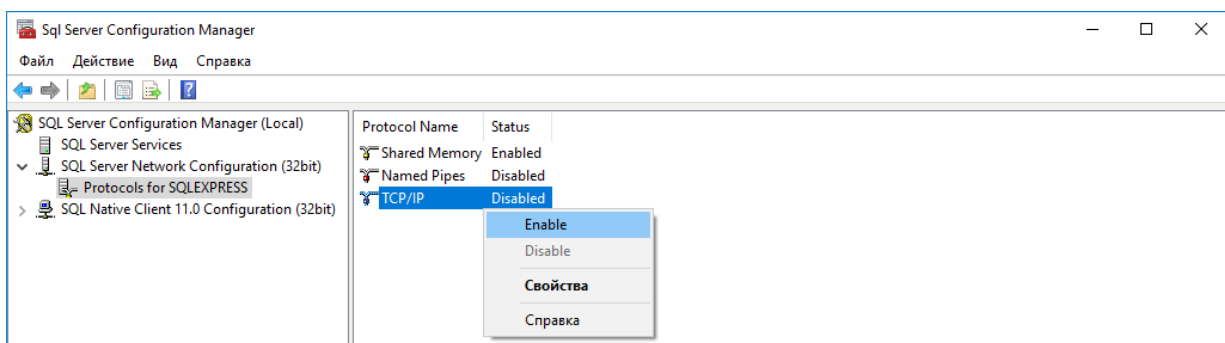 Sql Server Configuration Manager
Файл Действие Вид Справка
SQL Server Configuration Manager (Local)
SQL Server Services
SQL Server Network Configuration (32bit)
Protocols for SQLEXPRESS
SQL Native Client 11.0 Configuration (32bit)
Protocol Name Status
Shared Memory Enabled
Named Pipes Disabled
TCP/IP Disabled
Enable
Disable
Свойства
Справка